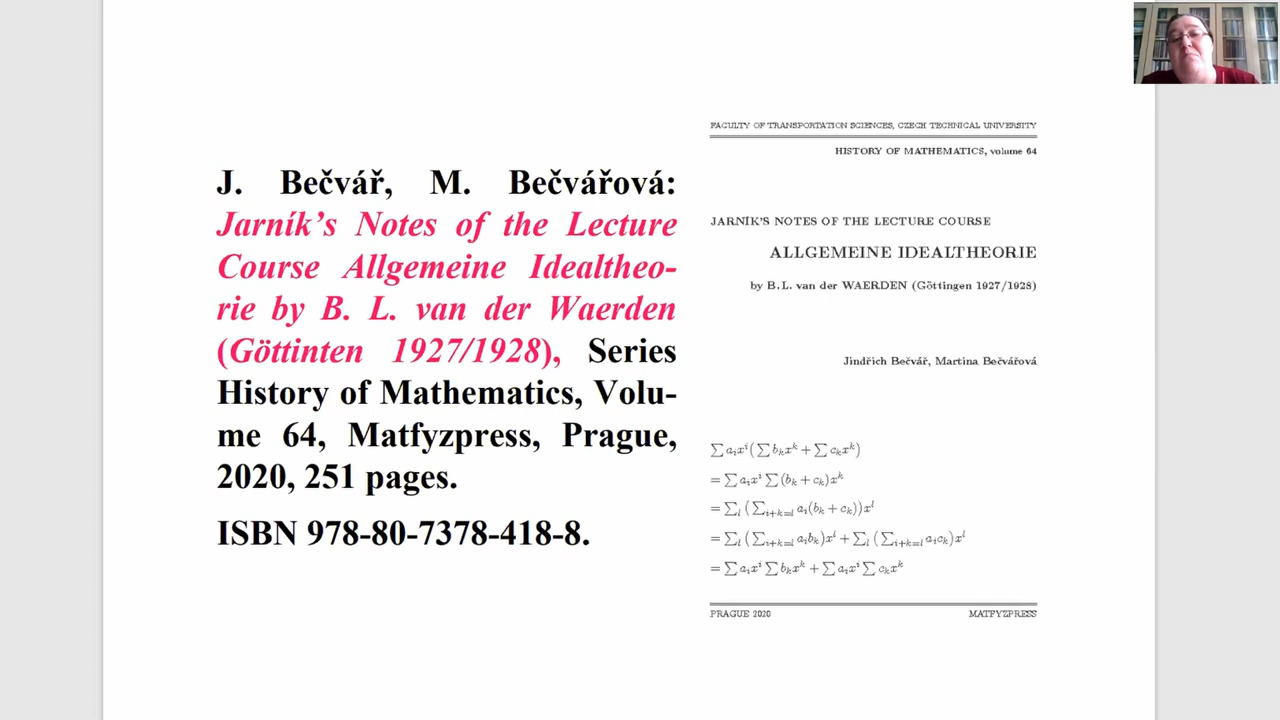 J. Bečvář, M. Bečvářová:
Jarník’s Notes of the Lecture
Course Allgemeine Idealtheo-
rie by B. L. van der Waerden
(Göttinten 1927/1928), Series
History of Mathematics, Volu-
me 64, Matfyzpress, Prague,
2020, 251 pages.
ISBN 978-80-7378-418-8.
FACULTY OF TRANSPORTATION SCIENCES, CZECH TECHNICAL UNIVERSITY
HISTORY OF MATHEMATICS, volume 64
JARNÍK’S NOTES OF THE LECTURE COURSE
ALLGEMEINE IDEALTHEORIE
by B. L. van der WAERDEN (Göttingen 1927/1928)
Jindřich Bečvář, Martina Bečvářová
∑ aᵢxⁱ(∑ bₖxᵏ + ∑ cₖxᵏ)
= ∑ aᵢxⁱ ∑(bₖ + cₖ)xᵏ
= ∑ₗ (∑ᵢ₊ₖ₌ₗ aᵢ(bₖ + cₖ))xˡ
= ∑ₗ (∑ᵢ₊ₖ₌ₗ aᵢbₖ)xˡ + ∑ₗ (∑ᵢ₊ₖ₌ₗ aᵢcₖ)xˡ
= ∑ aᵢxⁱ ∑ bₖxᵏ + ∑ aᵢxⁱ ∑ cₖxᵏ
PRAGUE 2020 MATFYZPRESS